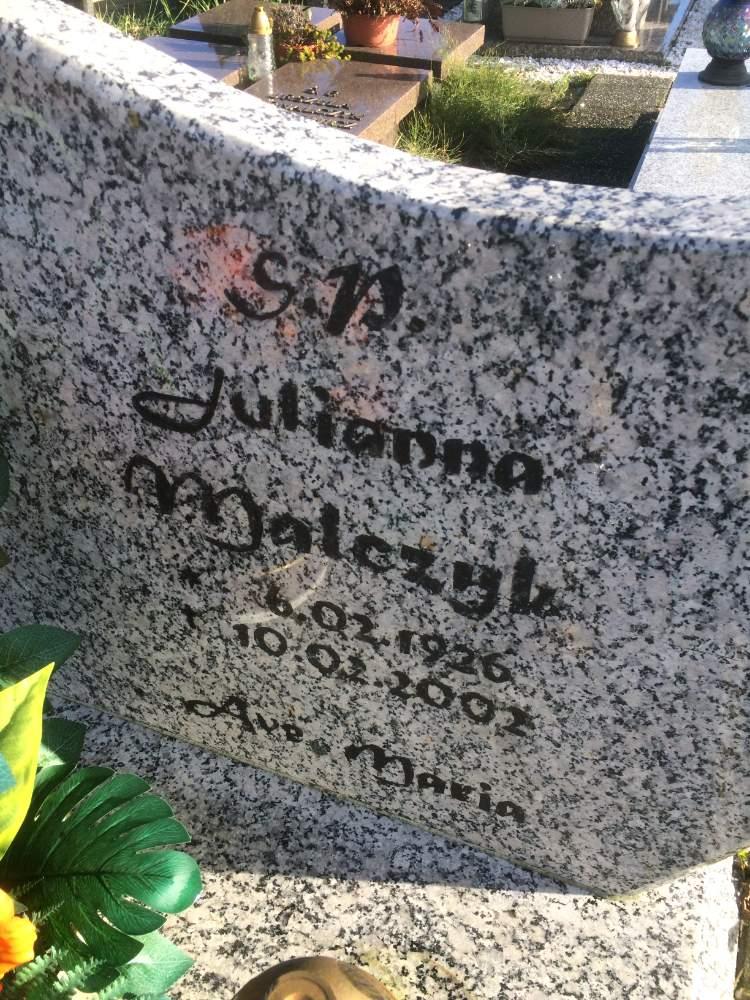 Ś.P.
Julianna
Malczyk
* 6.02.1926
† 10.02.2002
Ave Maria